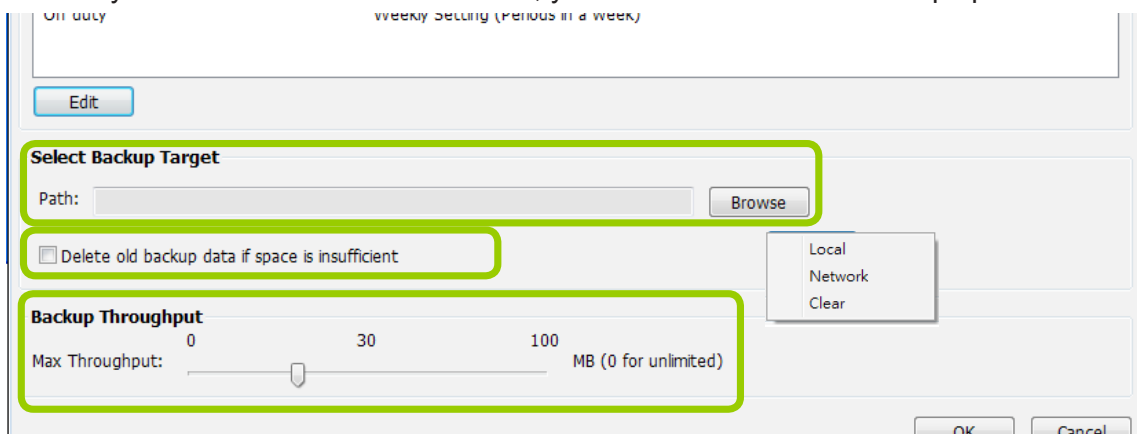 Off duty Weekly Setting (Periods in a week)
Edit
Select Backup Target
Path: Browse
Delete old backup data if space is insufficient
Local
Network
Clear
Backup Throughput
0 30 100
Max Throughput: MB (0 for unlimited)
OK Cancel